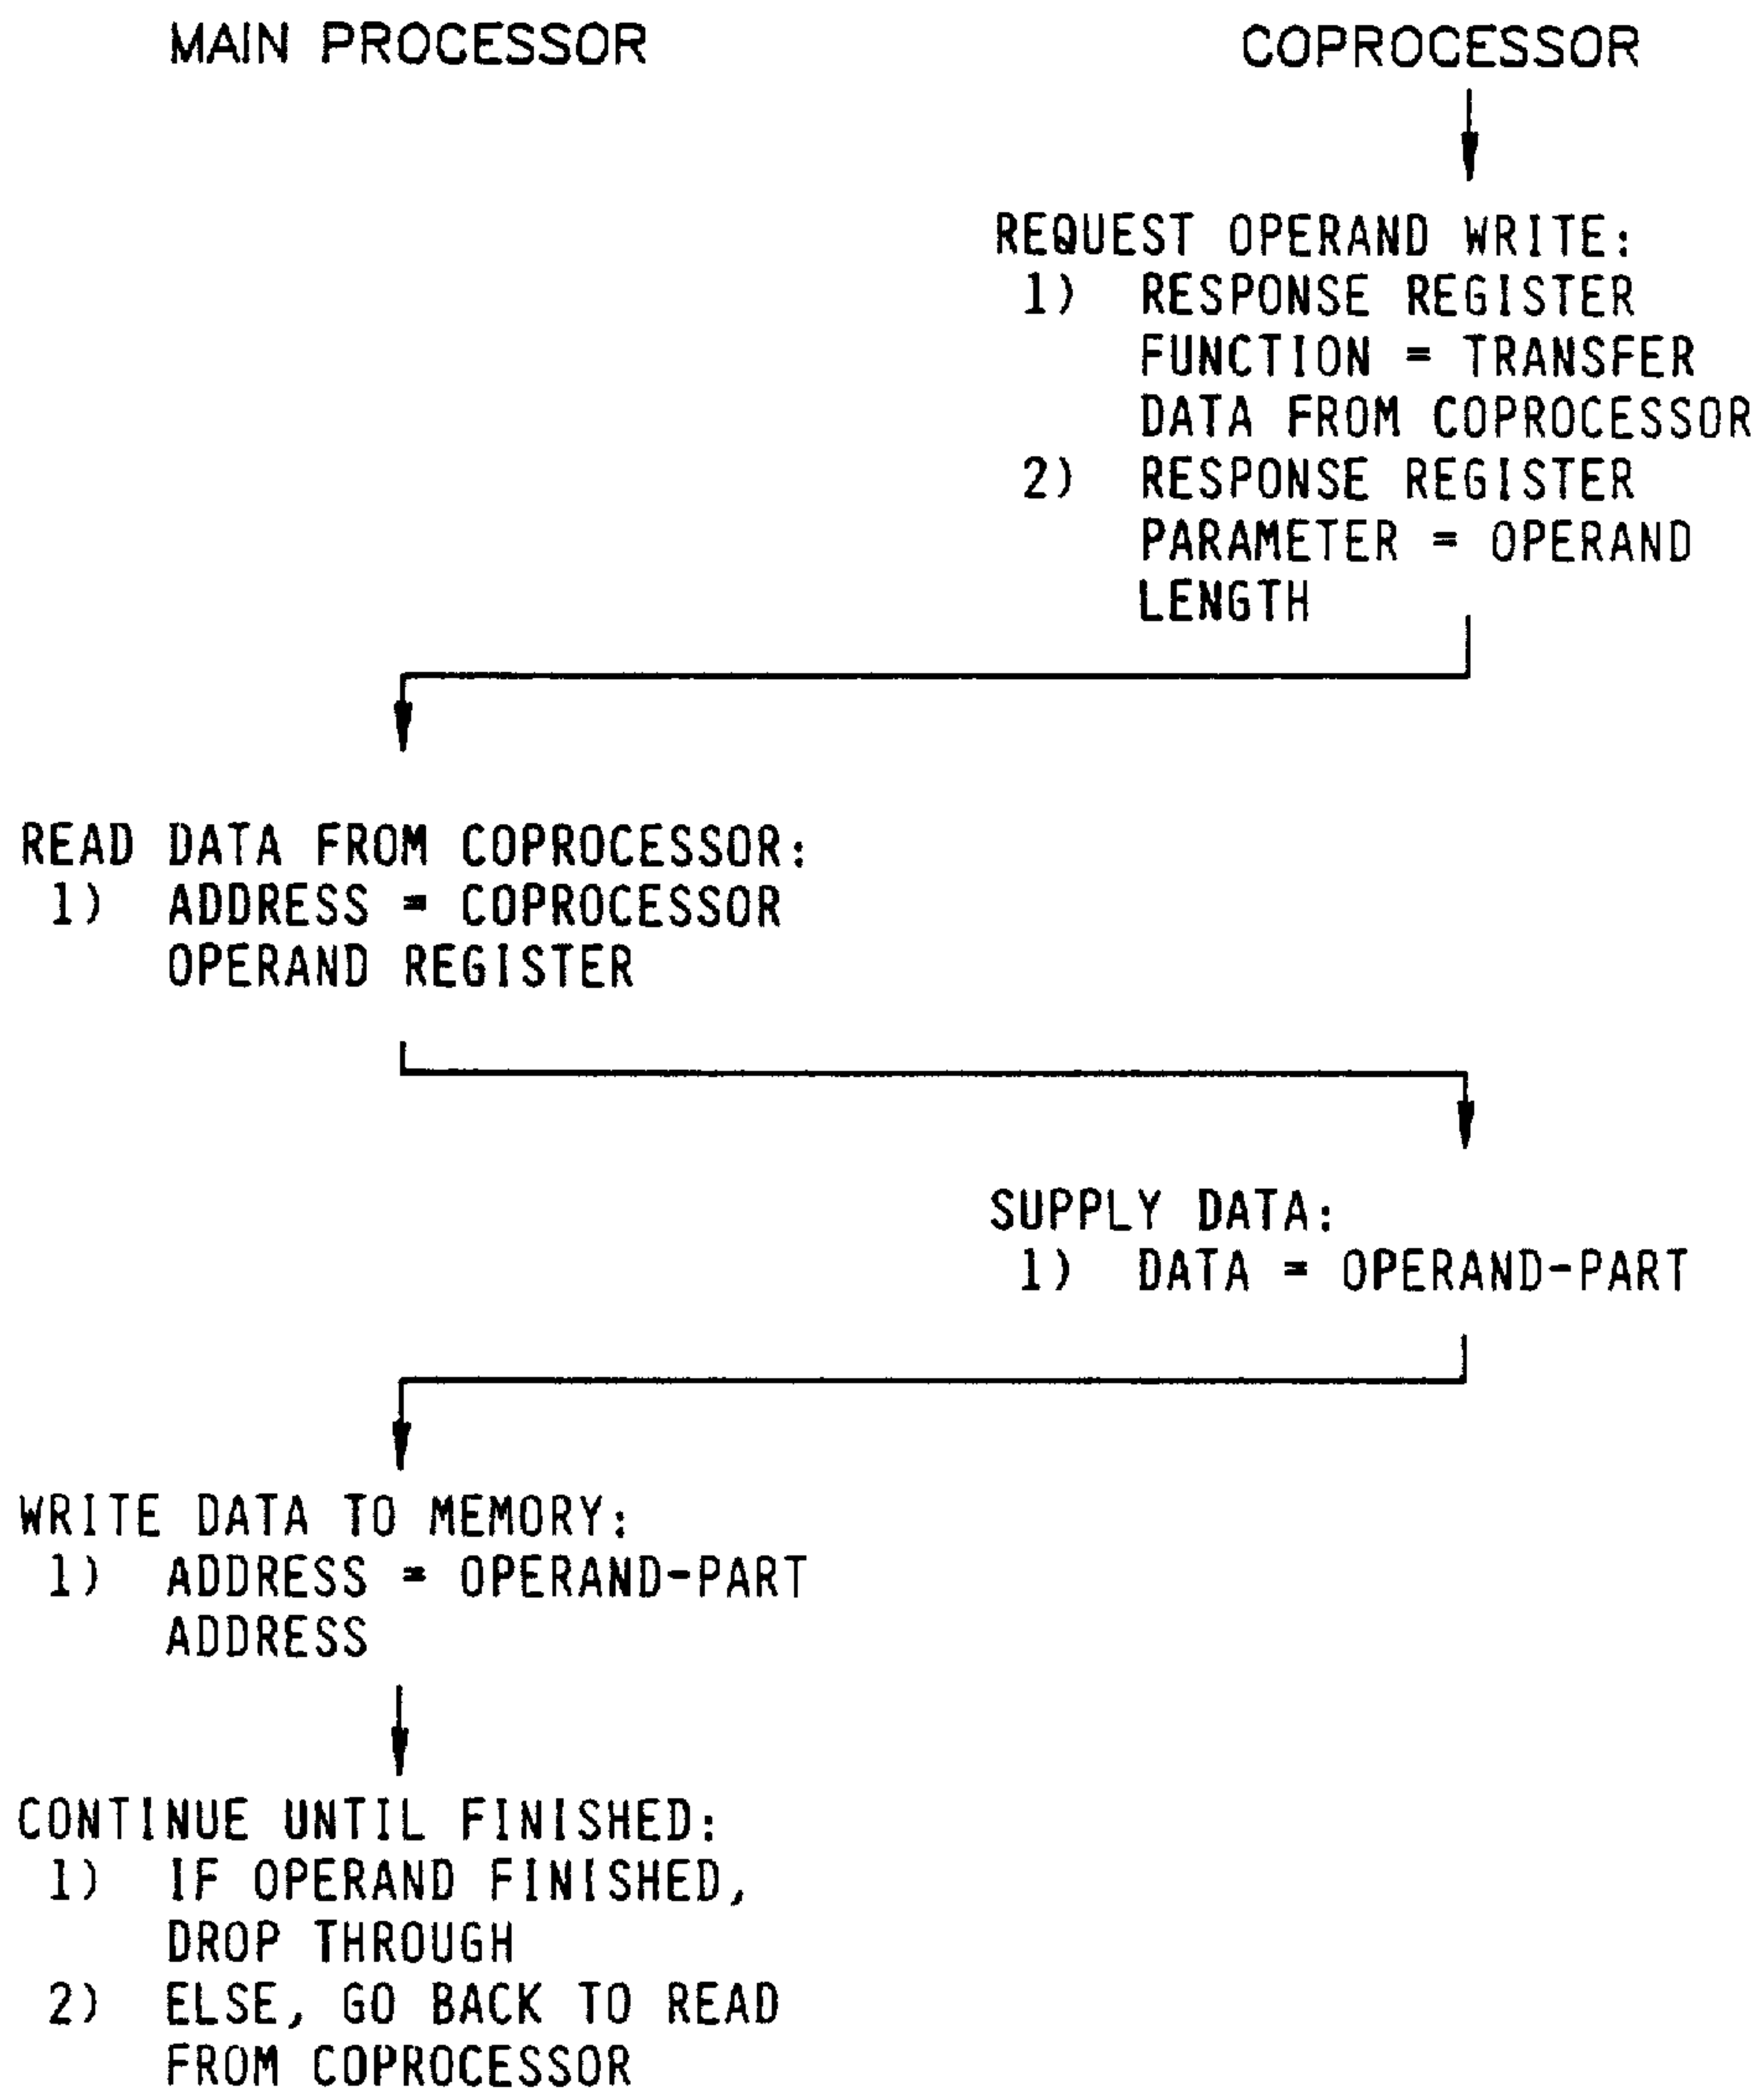 MAIN PROCESSOR
COPROCESSOR
REQUEST OPERAND WRITE:
1) RESPONSE REGISTER
FUNCTION = TRANSFER
DATA FROM COPROCESSOR
2) RESPONSE REGISTER
PARAMETER = OPERAND
LENGTH
READ DATA FROM COPROCESSOR:
1) ADDRESS = COPROCESSOR
OPERAND REGISTER
SUPPLY DATA:
1) DATA = OPERAND-PART
WRITE DATA TO MEMORY:
1) ADDRESS = OPERAND-PART
ADDRESS
CONTINUE UNTIL FINISHED:
1) IF OPERAND FINISHED,
DROP THROUGH
2) ELSE, GO BACK TO READ
FROM COPROCESSOR